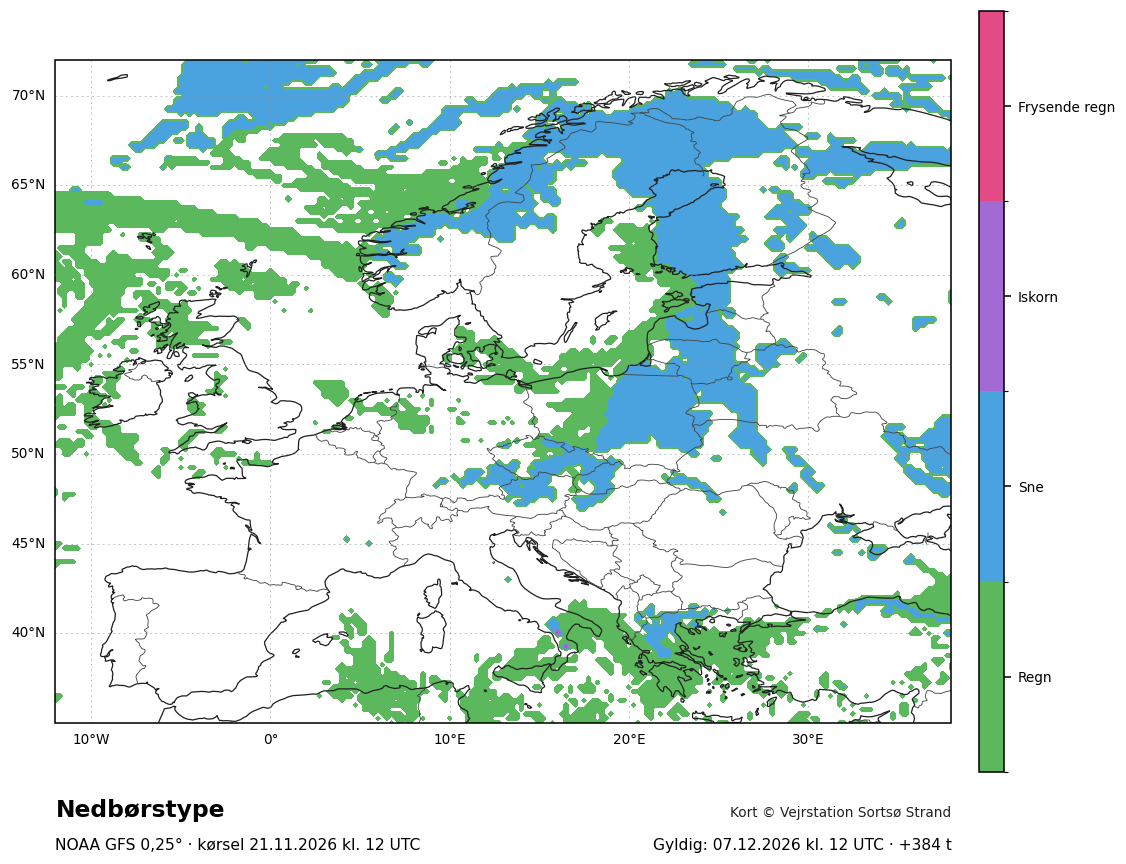 70°N
65°N
60°N
55°N
50°N
45°N
40°N
10°W
0°
10°E
20°E
30°E
Frysende regn
Iskorn
Sne
Regn
Nedbørstype
Kort © Vejrstation Sortsø Strand
NOAA GFS 0,25° · kørsel 21.11.2026 kl. 12 UTC
Gyldig: 07.12.2026 kl. 12 UTC · +384 t